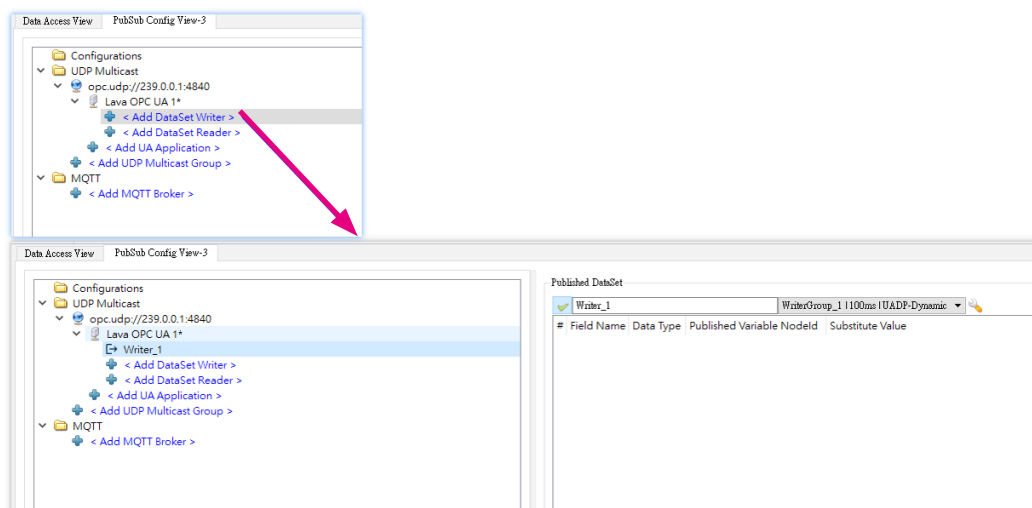 Data Access View PubSub Config View-3
Configurations
UDP Multicast
opc.udp://239.0.0.1:4840
Lava OPC UA 1*
< Add DataSet Writer >
< Add DataSet Reader >
< Add UA Application >
< Add UDP Multicast Group >
MQTT
< Add MQTT Broker >
Data Access View PubSub Config View-3
Configurations
UDP Multicast
opc.udp://239.0.0.1:4840
Lava OPC UA 1*
Writer_1
< Add DataSet Writer >
< Add DataSet Reader >
< Add UA Application >
< Add UDP Multicast Group >
MQTT
< Add MQTT Broker >
Published DataSet
Writer_1 WriterGroup_1 | 100ms | UADP-Dynamic
# Field Name Data Type Published Variable NodeId Substitute Value